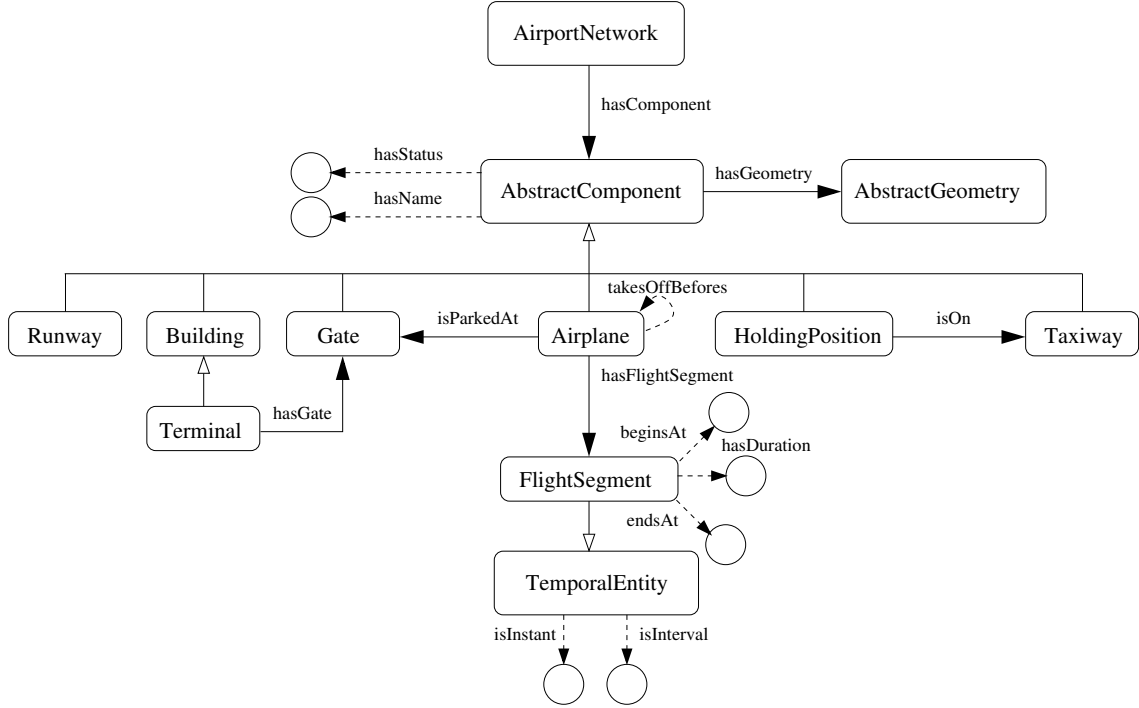 AirportNetwork
hasComponent
hasStatus
hasName
AbstractComponent
hasGeometry
AbstractGeometry
takesOffBefores
Runway
Building
Gate
isParkedAt
Airplane
HoldingPosition
isOn
Taxiway
hasFlightSegment
Terminal
hasGate
beginsAt
hasDuration
FlightSegment
endsAt
TemporalEntity
isInstant
isInterval